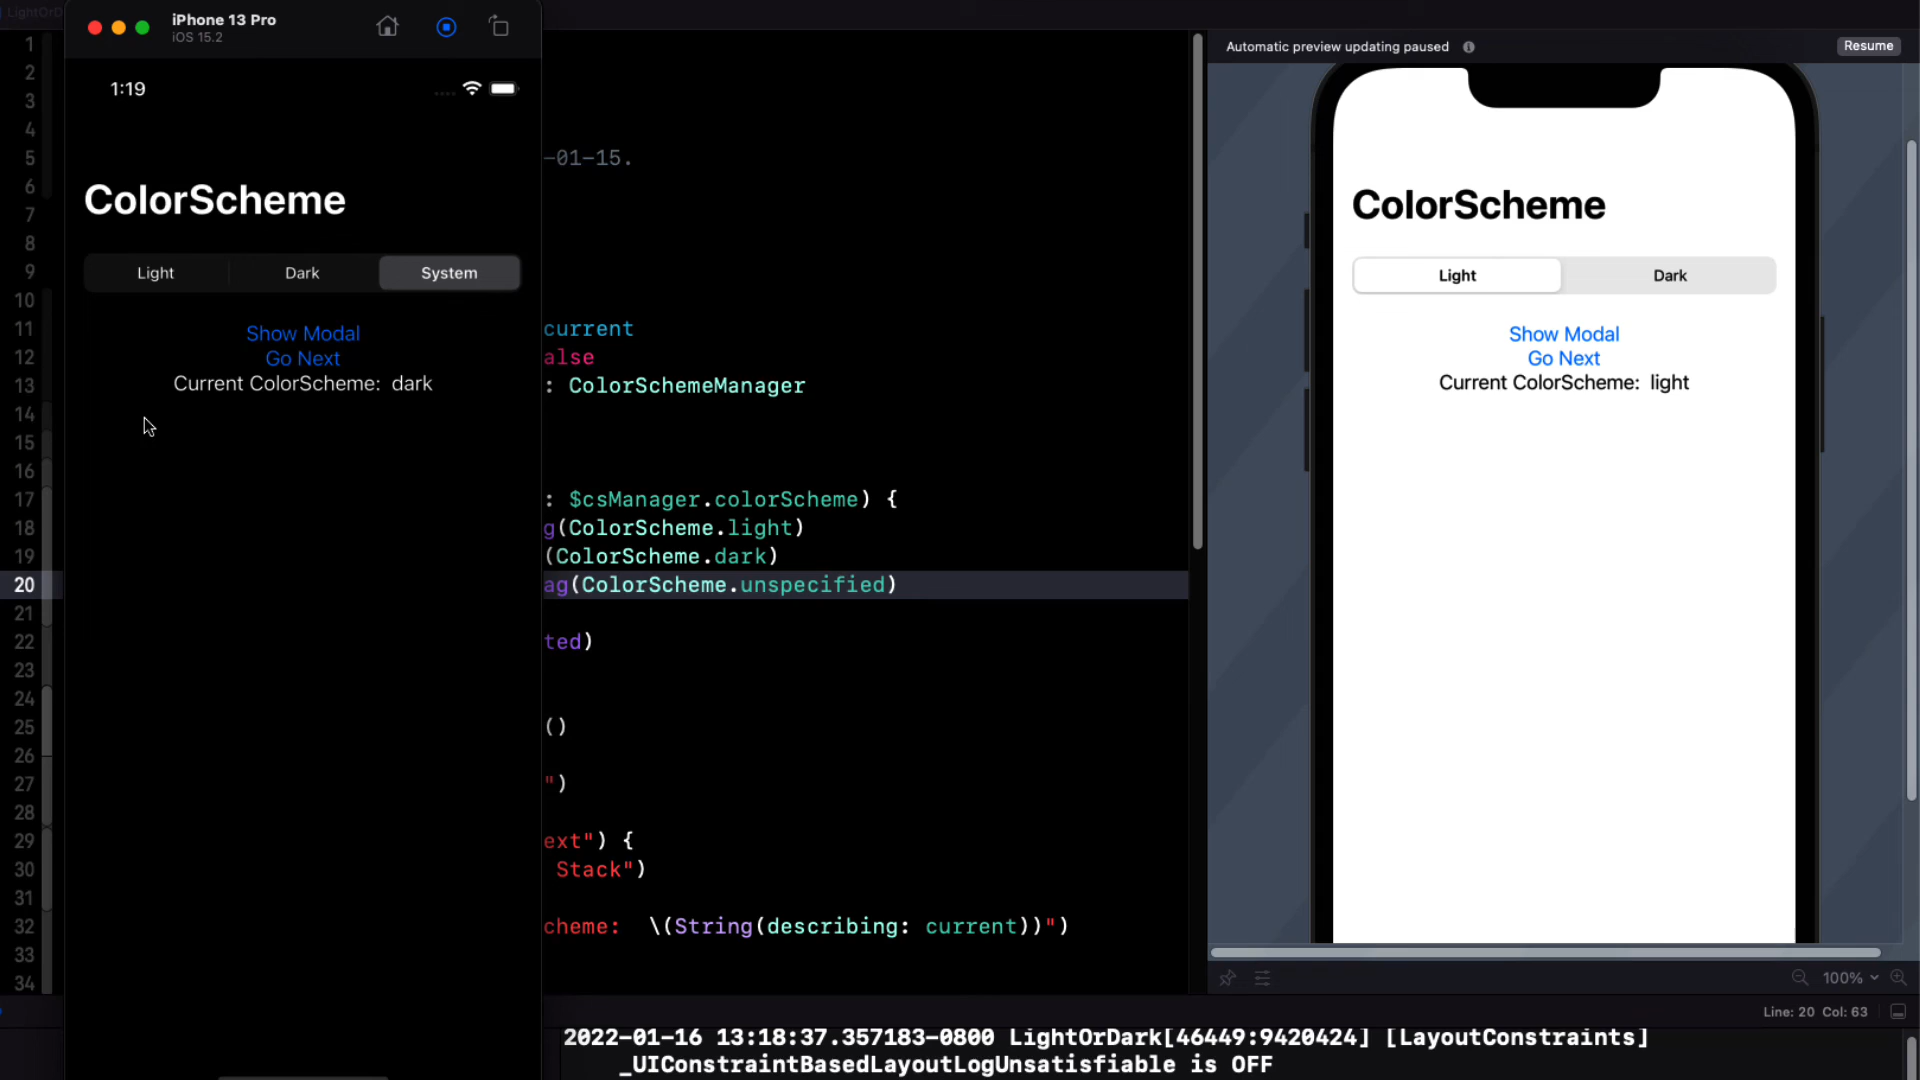 LightOrD
iPhone 13 Pro
iOS 15.2
1:19
ColorScheme
Light
Dark
System
Show Modal
Go Next
Current ColorScheme: dark
1
2
3
4
5
6
7
8
9
10
11
12
13
14
15
16
17
18
19
20
21
22
23
24
25
26
27
28
29
30
31
32
33
34
-01-15.
current
alse
: ColorSchemeManager
: $csManager.colorScheme) {
g(ColorScheme.light)
(ColorScheme.dark)
ag(ColorScheme.unspecified)
ted)
()
")
ext") {
Stack")
cheme:  \(String(describing: current))")
Automatic preview updating paused
Resume
ColorScheme
Light
Dark
Show Modal
Go Next
Current ColorScheme: light
100%
Line: 20 Col: 63
2022-01-16 13:18:37.357183-0800 LightOrDark[46449:9420424] [LayoutConstraints]
_UIConstraintBasedLayoutLogUnsatisfiable is OFF